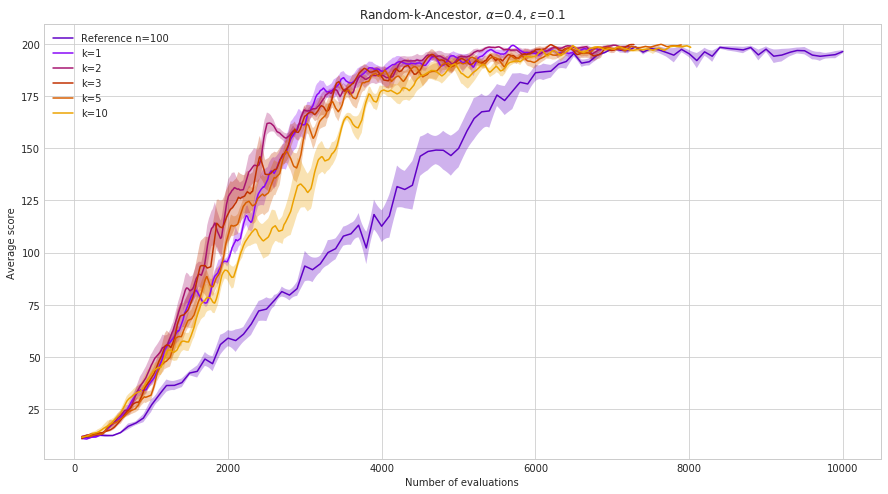 Random-k-Ancestor, α=0.4, ε=0.1
Reference n=100
k=1
k=2
k=3
k=5
k=10
Average score
200
175
150
125
100
75
50
25
0
2000
4000
6000
8000
10000
Number of evaluations